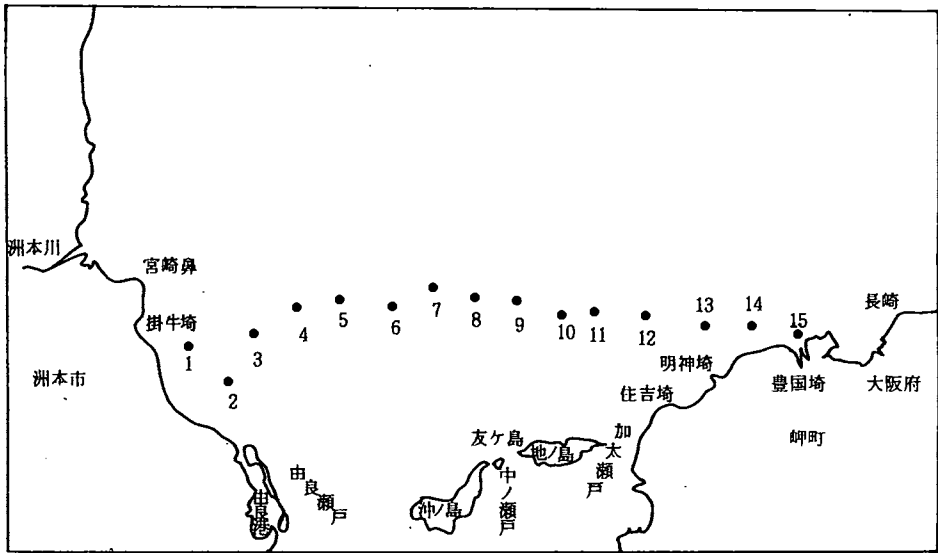 洲本川
宮崎鼻
長崎
掛牛埼
1
2
3
4
5
6
7
8
9
10
11
12
13
14
15
洲本市
明神埼
住吉埼
豊国埼
大阪府
岬町
友ケ島
地ノ島
加太瀬戸
由良瀬戸
中ノ瀬戸
沖ノ島
由良港